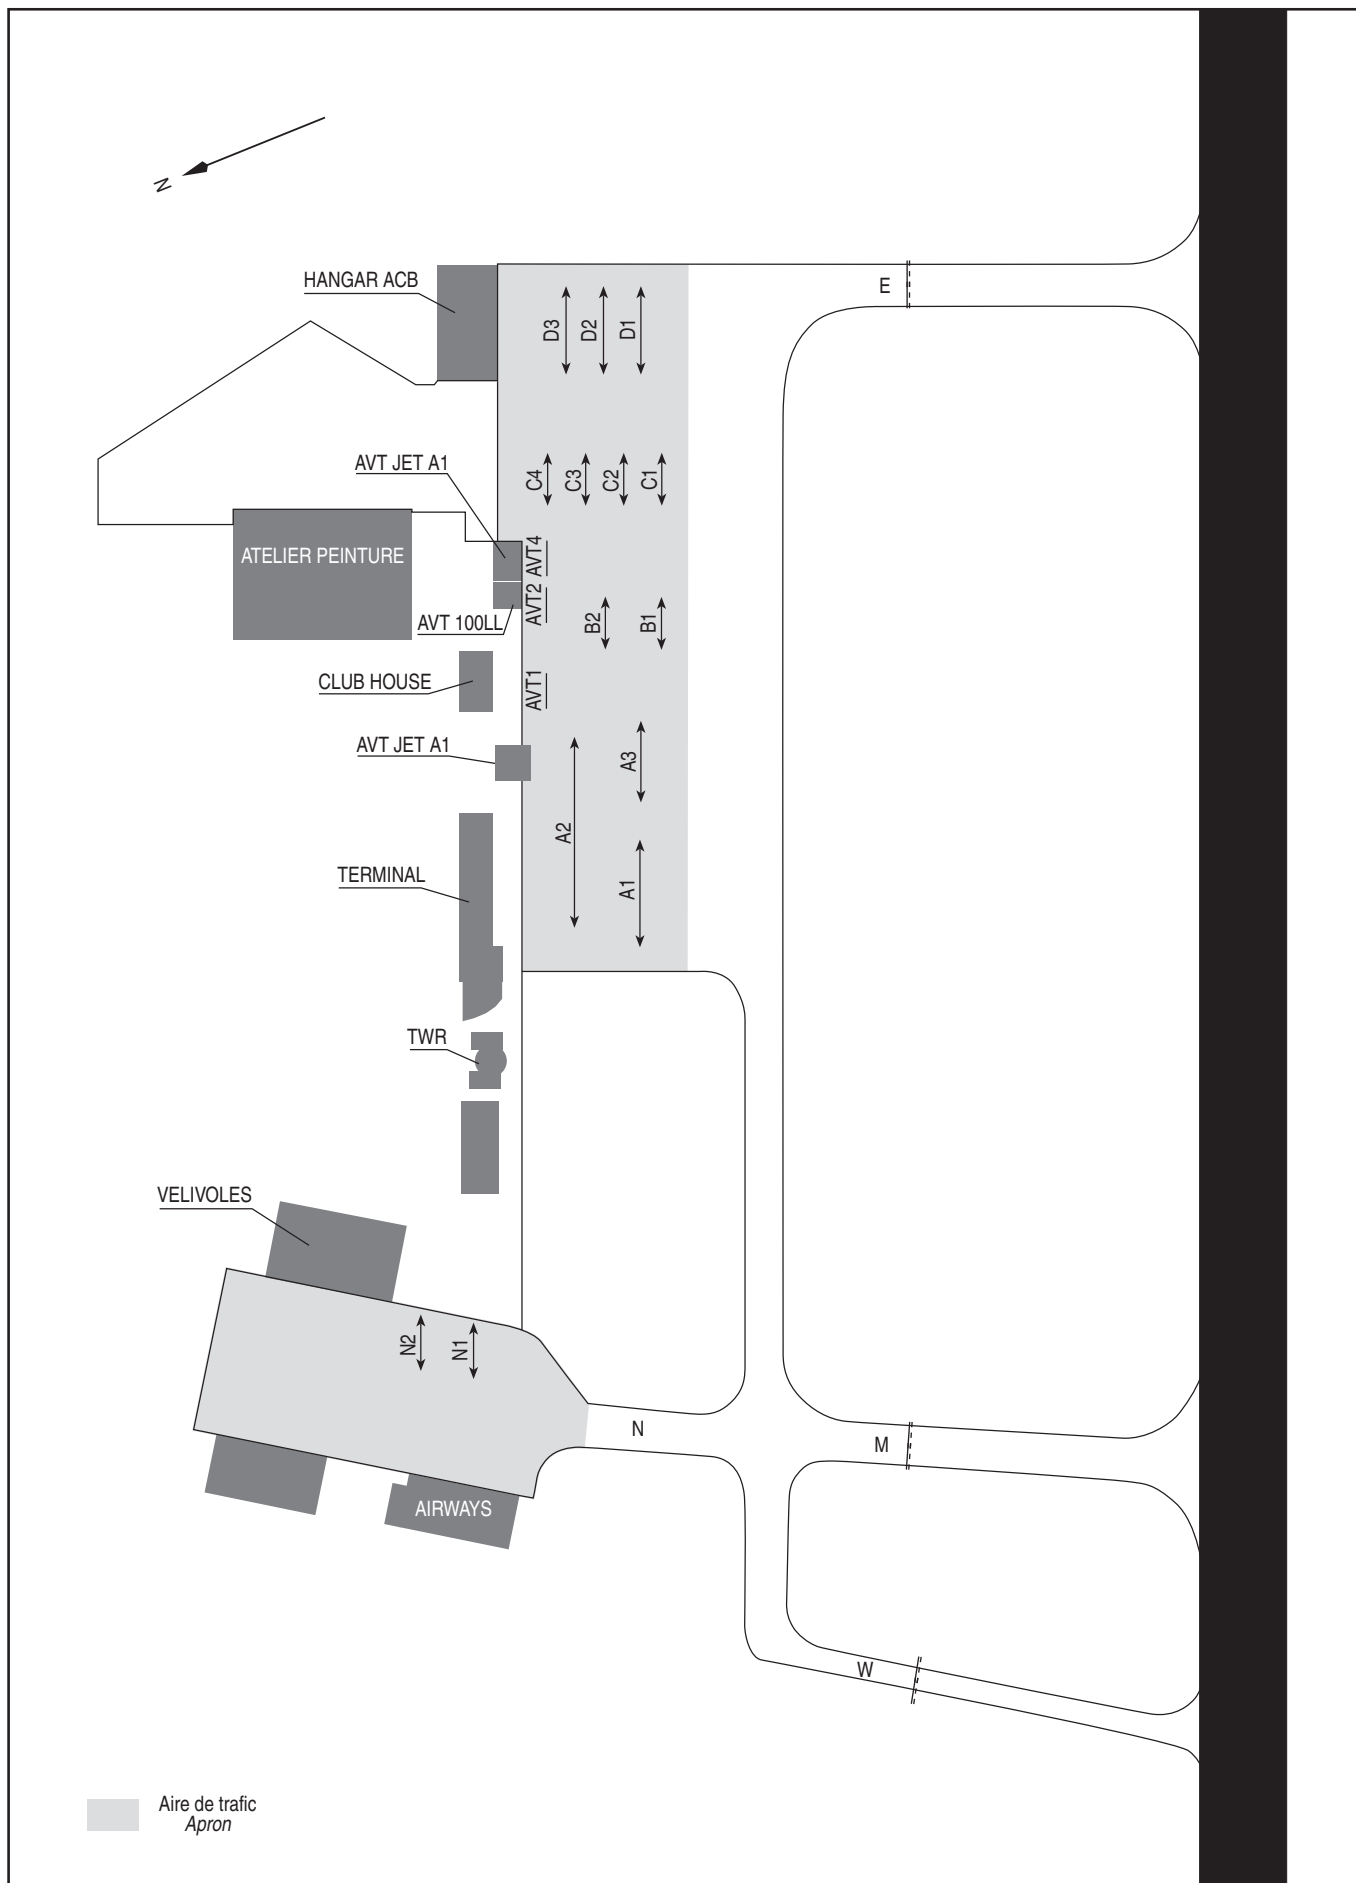 N
HANGAR ACB
E
D3
D2
D1
AVT JET A1
C4
C3
C2
C1
ATELIER PEINTURE
AVT4
AVT2
AVT 100LL
B2
B1
CLUB HOUSE
AVT1
AVT JET A1
A3
A2
TERMINAL
A1
TWR
VELIVOLES
N2
N1
N
M
AIRWAYS
W
Aire de trafic
Apron